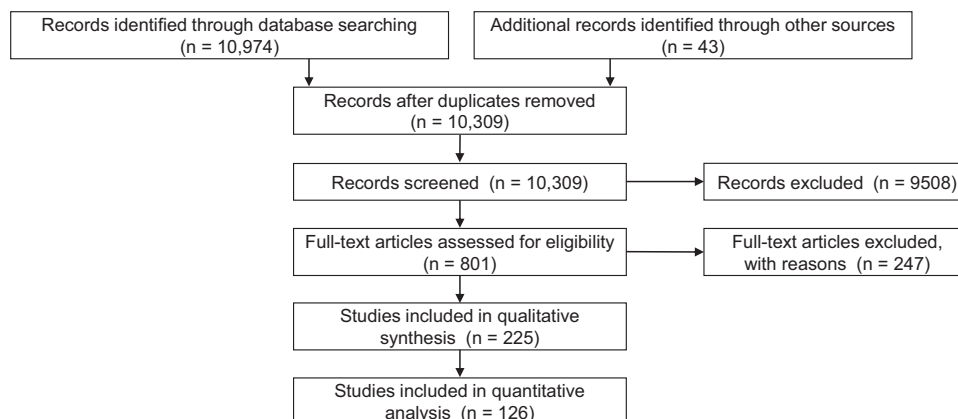 Records identified through database searching
(n = 10,974)
Additional records identified through other sources
(n = 43)
Records after duplicates removed
(n = 10,309)
Records screened (n = 10,309)
Records excluded (n = 9508)
Full-text articles assessed for eligibility
(n = 801)
Full-text articles excluded,
with reasons (n = 247)
Studies included in qualitative
synthesis (n = 225)
Studies included in quantitative
analysis (n = 126)